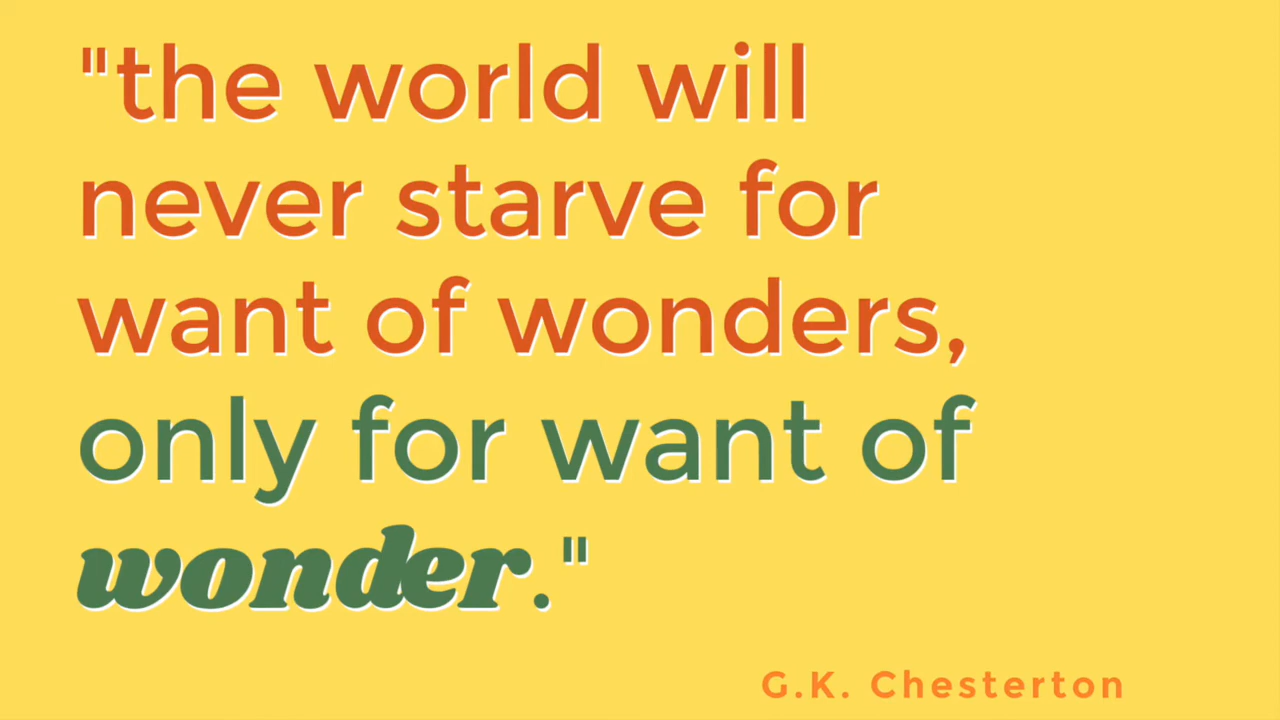 "the world will
never starve for
want of wonders,
only for want of
wonder."
G.K. Chesterton